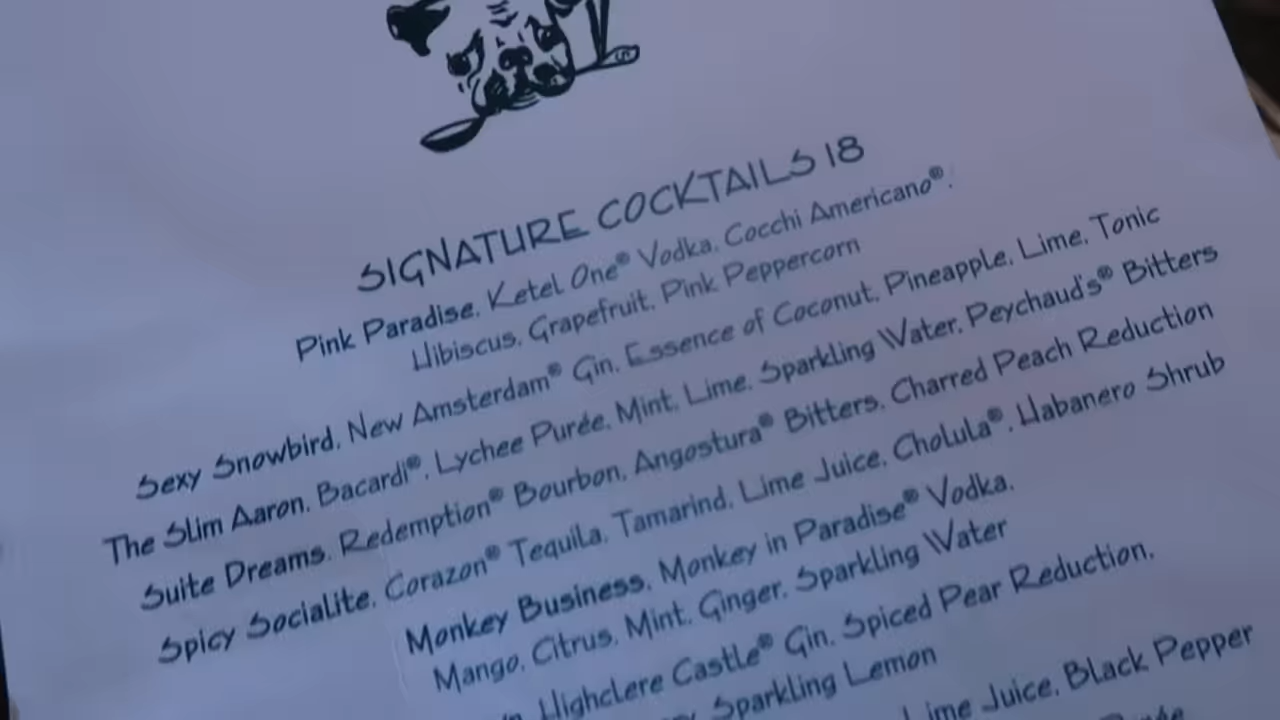 SIGNATURE COCKTAILS 18
Pink Paradise. Ketel One® Vodka. Cocchi Americano®.
Hibiscus. Grapefruit. Pink Peppercorn
Sexy Snowbird. New Amsterdam® Gin. Essence of Coconut. Pineapple. Lime. Tonic
The Slim Aaron. Bacardi®. Lychee Purée. Mint. Lime. Sparkling Water. Peychaud's® Bitters
Suite Dreams. Redemption® Bourbon. Angostura® Bitters. Charred Peach Reduction
Spicy Socialite. Corazon® Tequila. Tamarind. Lime Juice. Cholula®. Habanero Shrub
Monkey Business. Monkey in Paradise® Vodka.
Mango. Citrus. Mint. Ginger. Sparkling Water
Highclere Castle® Gin. Spiced Pear Reduction.
Sparkling Lemon
Lime Juice. Black Pepper